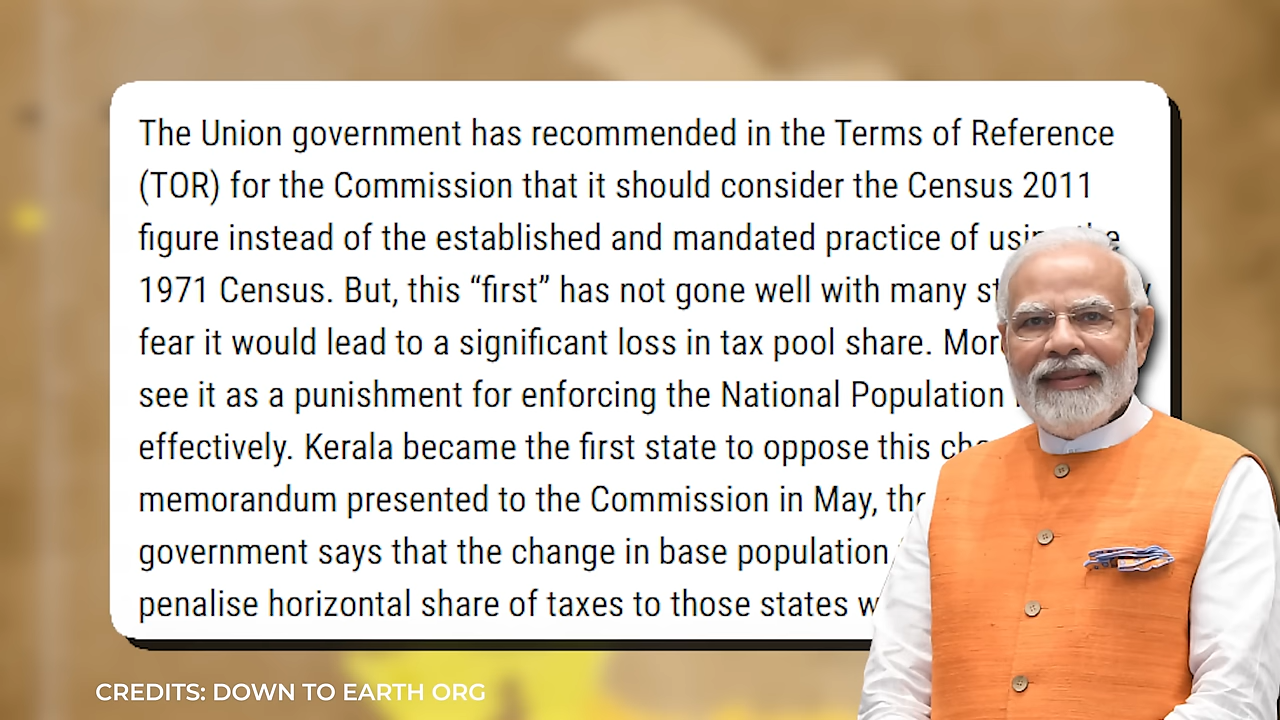 The Union government has recommended in the Terms of Reference
(TOR) for the Commission that it should consider the Census 2011
figure instead of the established and mandated practice of using the
1971 Census. But, this “first” has not gone well with many
fear it would lead to a significant loss in tax pool share.
see it as a punishment for enforcing the National Population
effectively. Kerala became the first state to oppose this
memorandum presented to the Commission in May,
government says that the change in base population
penalise horizontal share of taxes to those states
CREDITS: DOWN TO EARTH ORG